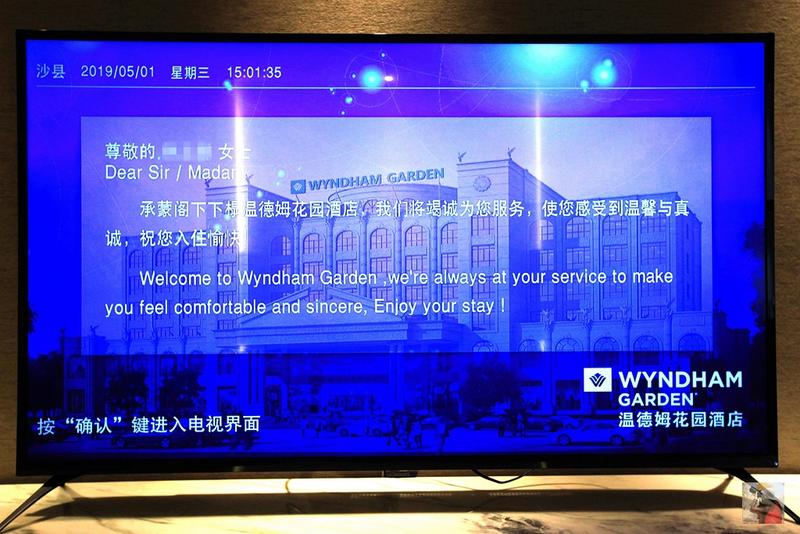 沙县 2019/05/01 星期三 15:01:35
尊敬的 女士
Dear Sir / Madam
WYNDHAM GARDEN
承蒙阁下下榻温德姆花园酒店，我们将竭诚为您服务，使您感受到温馨与真
诚，祝您入住愉快
Welcome to Wyndham Garden ,we're always at your service to make
you feel comfortable and sincere, Enjoy your stay !
WYNDHAM
GARDEN
温德姆花园酒店
按“确认”键进入电视界面